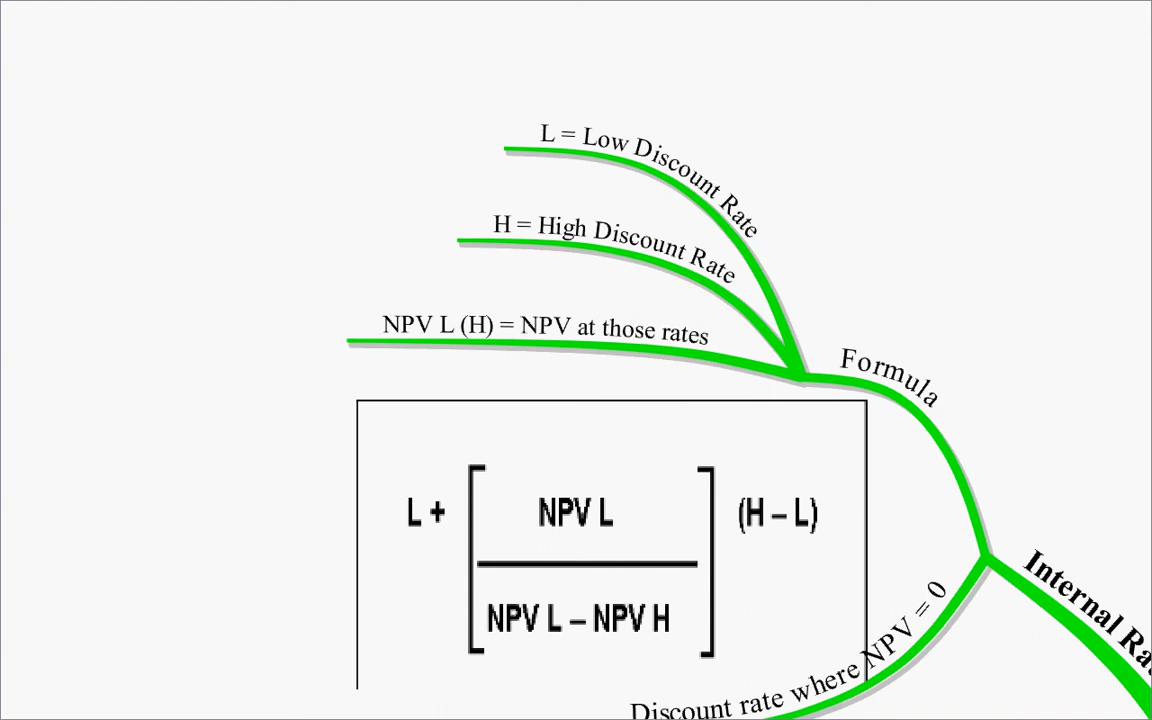 L = Low Discount Rate
H = High Discount Rate
NPV L (H) = NPV at those rates
Formula
L + [ NPV L / NPV L – NPV H ] (H – L)
Internal
Discount rate where NPV = 0